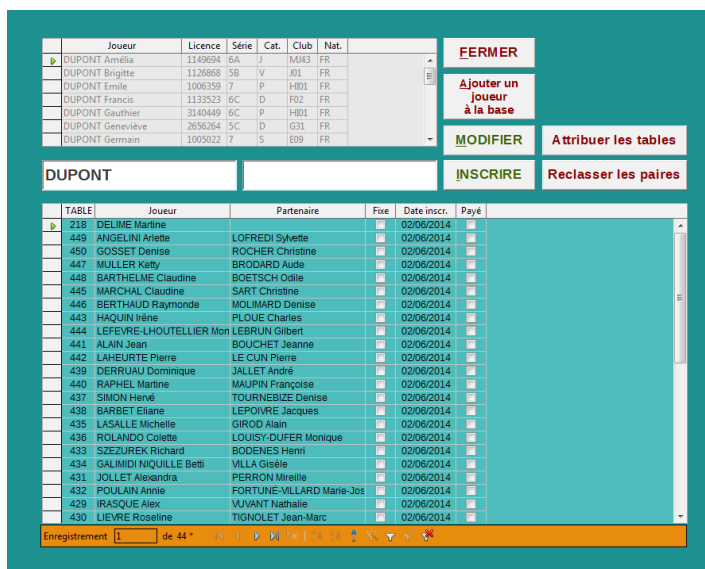 Joueur Licence Série Cat. Club Nat.
DUPONT Amélia 1149694 6A J MJ43 FR
DUPONT Brigitte 1126868 5B V J01 FR
DUPONT Emile 1006359 7 P HI01 FR
DUPONT Francis 1133523 6C D F02 FR
DUPONT Gauthier 3140449 6C P HI01 FR
DUPONT Geneviève 2656264 5C D G31 FR
DUPONT Germain 1005022 7 S E09 FR
FERMER
Ajouter un
joueur
à la base
MODIFIER Attribuer les tables
DUPONT
INSCRIRE Reclasser les paires
TABLE Joueur Partenaire Fixe Date inscr. Payé
218 DELIME Martine 02/06/2014
449 ANGELINI Arlette LOFREDI Sylvette 02/06/2014
450 GOSSET Denise ROCHER Christine 02/06/2014
447 MULLER Ketty BRODARD Aude 02/06/2014
448 BARTHELME Claudine BOETSCH Odile 02/06/2014
445 MARCHAL Claudine SART Christine 02/06/2014
446 BERTHAUD Raymonde MOLIMARD Denise 02/06/2014
443 HAQUIN Irène PLOUE Charles 02/06/2014
444 LEFEVRE-LHOUTELLIER Mon LEBRUN Gilbert 02/06/2014
441 ALAIN Jean BOUCHET Jeanne 02/06/2014
442 LAHEURTE Pierre LE CUN Pierre 02/06/2014
439 DERRUAU Dominique JALLET André 02/06/2014
440 RAPHEL Martine MAUPIN Françoise 02/06/2014
437 SIMON Hervé TOURNEBIZE Denise 02/06/2014
438 BARBET Eliane LEPOIVRE Jacques 02/06/2014
435 LASALLE Michelle GIROD Alain 02/06/2014
436 ROLANDO Colette LOUISY-DUFER Monique 02/06/2014
433 SZEZUREK Richard BODENES Henri 02/06/2014
434 GALIMIDI NIQUILLE Betti VILLA Gisèle 02/06/2014
431 JOLLET Alexandra PERRON Mireille 02/06/2014
432 POULAIN Annie FORTUNÉ-VILLARD Marie-Jos 02/06/2014
429 IRASQUE Alex VUVANT Nathalie 02/06/2014
430 LIEVRE Roseline TIGNOLET Jean-Marc 02/06/2014
Enregistrement 1 de 44 *